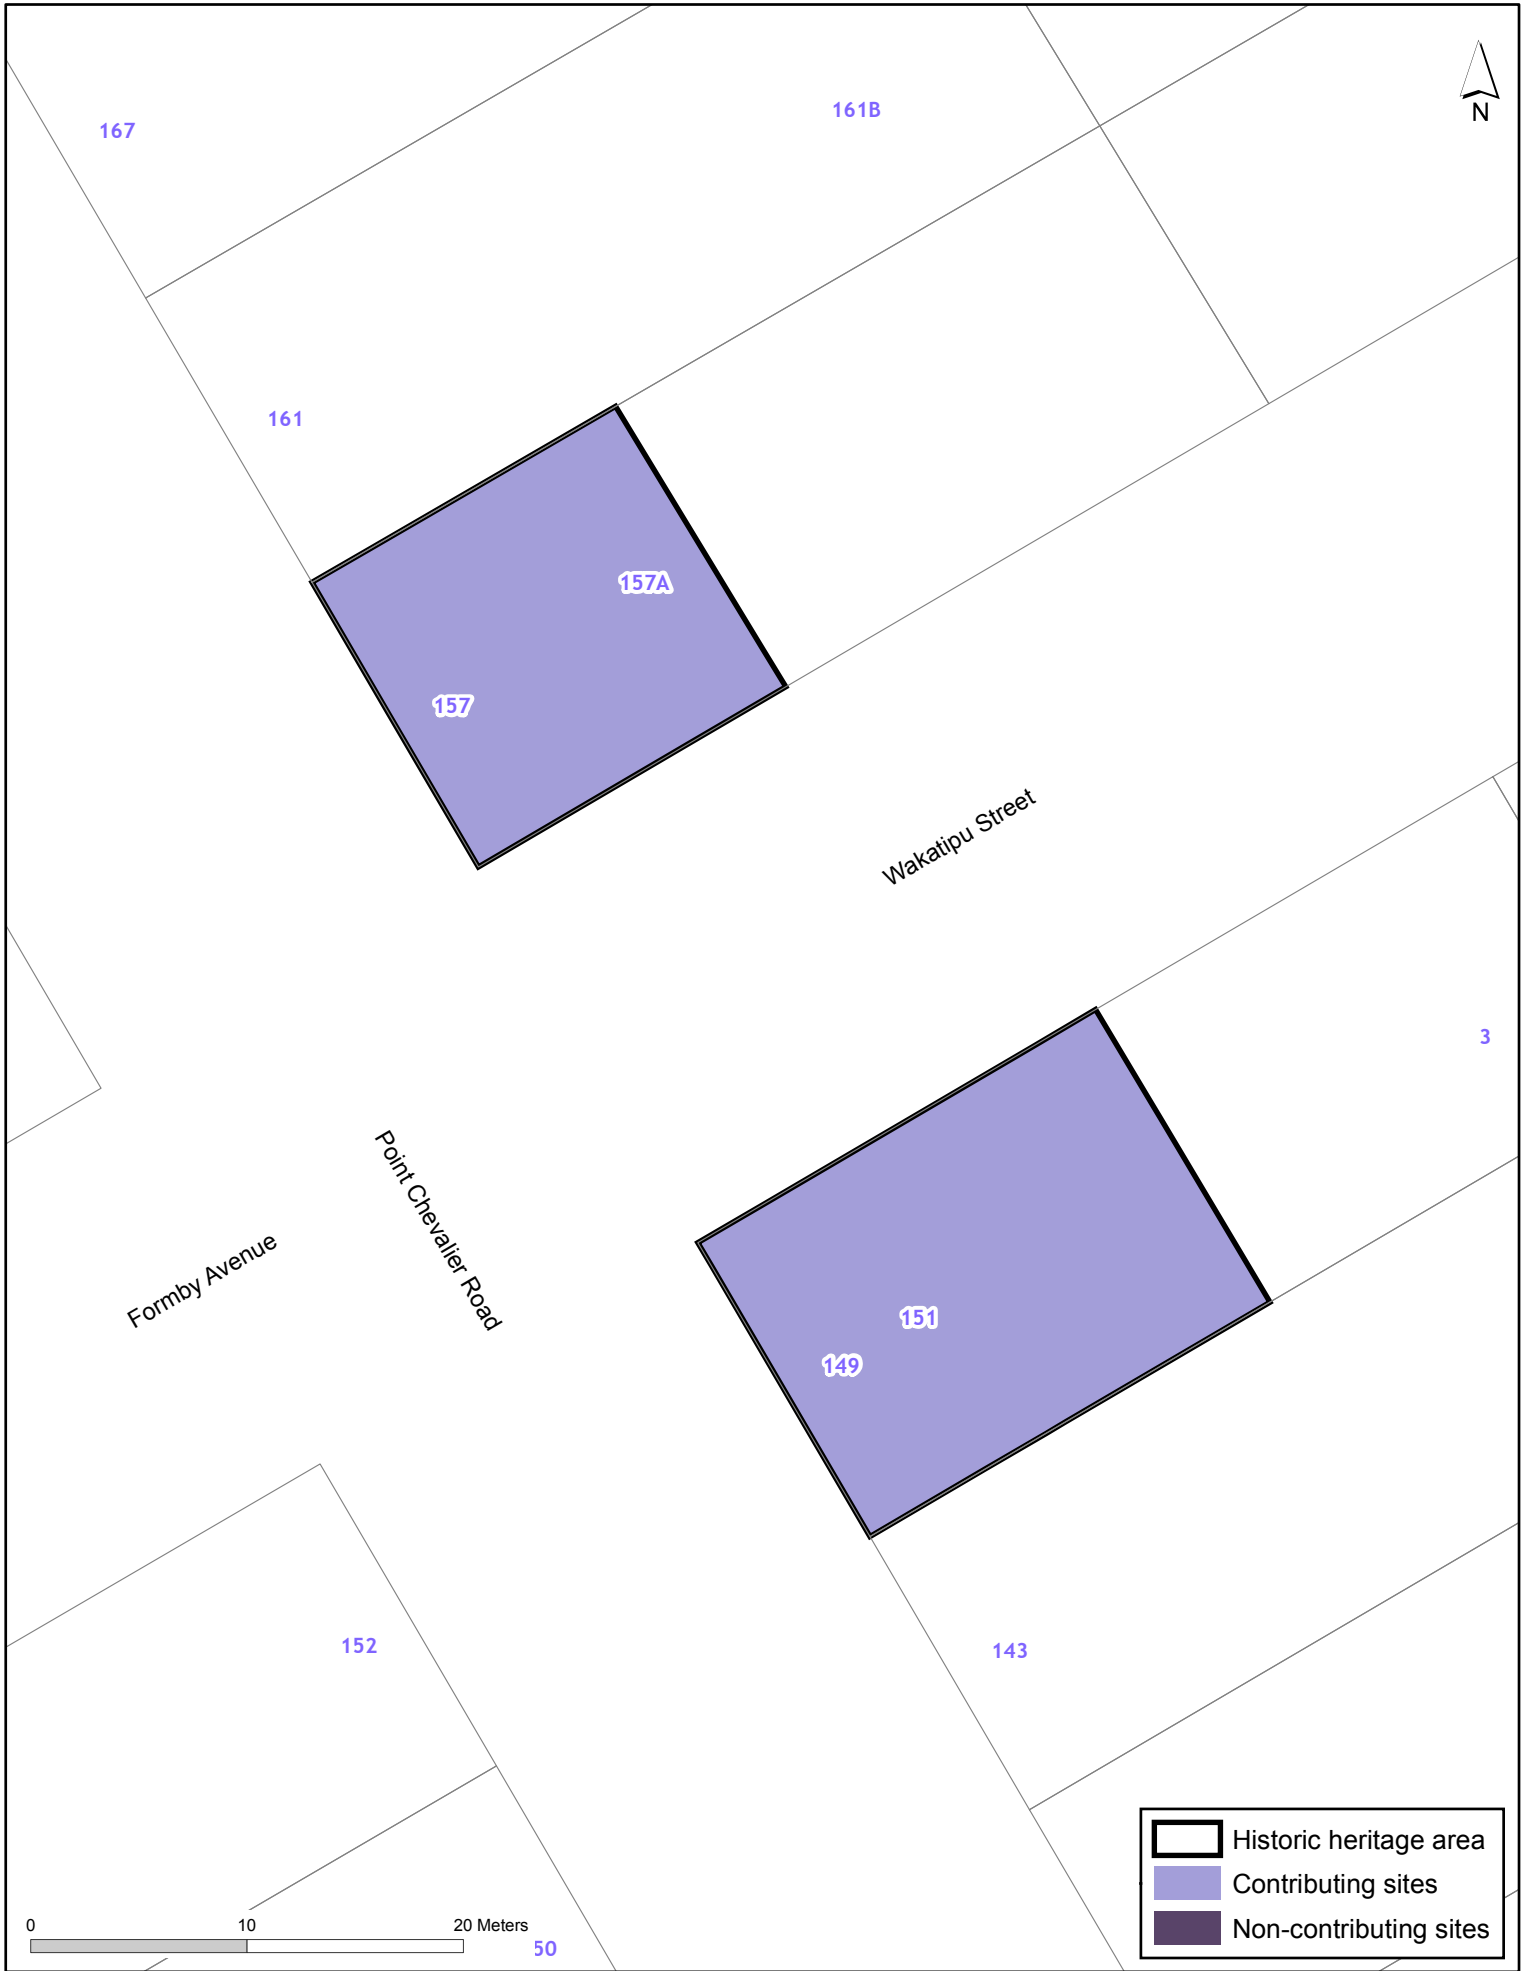 161B
N
167
161
157A
157
Wakatipu Street
3
Point Chevalier Road
Formby Avenue
151
149
152
143
Historic heritage area
Contributing sites
Non-contributing sites
0 10 20 Meters
50